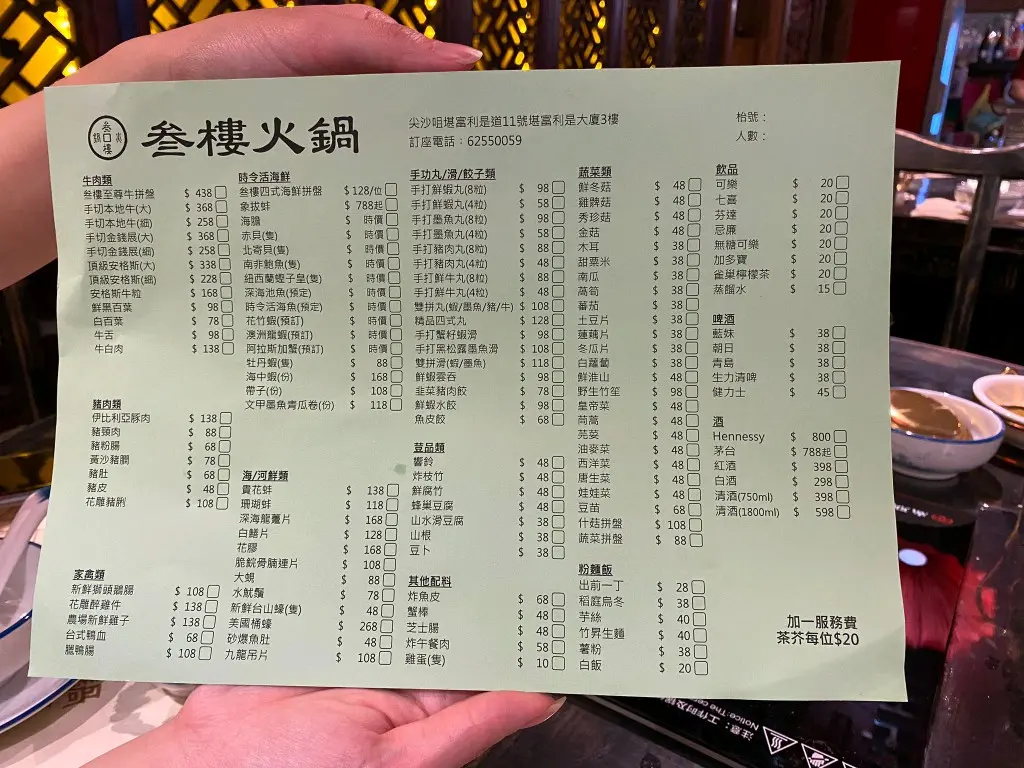 叁樓火鍋
尖沙咀堪富利是道11號堪富利是大廈3樓
訂座電話：62550059
枱號：
人數：
牛肉類
叁樓至尊牛拼盤 $ 438
手切本地牛(大) $ 368
手切本地牛(細) $ 258
手切金錢展(大) $ 368
手切金錢展(細) $ 258
頂級安格斯(大) $ 338
頂級安格斯(細) $ 228
安格斯牛粒 $ 168
鮮黑百葉 $ 98
白百葉 $ 78
牛舌 $ 98
牛白肉 $ 138
豬肉類
伊比利亞豚肉 $ 138
豬頸肉 $ 88
豬粉腸 $ 68
黃沙豬膶 $ 78
豬肚 $ 68
豬皮 $ 48
花雕豬脷 $ 108
家禽類
新鮮獅頭鵝腸 $ 108
花雕醉雞件 $ 138
農場新鮮雞子 $ 138
台式鴨血 $ 68
臘鴨腸 $ 108
時令活海鮮
叁樓四式海鮮拼盤 $128/位
象拔蚌 $ 788起
海膽 $ 時價
赤貝(隻) $ 時價
北寄貝(隻) $ 時價
南非鮑魚(隻) $ 時價
紐西蘭蟶子皇(隻) $ 時價
深海池魚(預定) $ 時價
時令活海魚(預定) $ 時價
花竹蝦(預訂) $ 時價
澳洲龍蝦(預訂) $ 時價
阿拉斯加蟹(預訂) $ 時價
牡丹蝦(隻) $ 88
海中蝦(份) $ 168
帶子(份) $ 108
文甲墨魚青瓜卷(份) $ 118
海/河鮮類
貴花蚌 $ 138
珊瑚蚌 $ 118
深海龍躉片 $ 168
白鱔片 $ 128
花膠 $ 168
脆鯇骨腩連片 $ 108
大蜆 $ 88
水魷鬚 $ 78
新鮮台山蠔(隻) $ 48
美國桶蠔 $ 268
砂爆魚肚 $ 48
九龍吊片 $ 108
手功丸/滑/餃子類
手打鮮蝦丸(8粒) $ 98
手打鮮蝦丸(4粒) $ 58
手打墨魚丸(8粒) $ 98
手打墨魚丸(4粒) $ 58
手打豬肉丸(8粒) $ 88
手打豬肉丸(4粒) $ 48
手打鮮牛丸(8粒) $ 88
手打鮮牛丸(4粒) $ 48
雙拼丸(蝦/墨魚/豬/牛) $ 108
精品四式丸 $ 128
手打蟹籽蝦滑 $ 98
手打黑松露墨魚滑 $ 108
雙拼滑(蝦/墨魚) $ 118
鮮蝦雲吞 $ 98
韭菜豬肉餃 $ 78
鮮蝦水餃 $ 98
魚皮餃 $ 68
荳品類
響鈴 $ 48
炸枝竹 $ 48
鮮腐竹 $ 48
蜂巢豆腐 $ 48
山水滑豆腐 $ 38
山根 $ 38
豆卜 $ 38
其他配料
炸魚皮 $ 68
蟹棒 $ 48
芝士腸 $ 48
炸午餐肉 $ 58
雞蛋(隻) $ 10
蔬菜類
鮮冬菇 $ 48
雞髀菇 $ 48
秀珍菇 $ 48
金菇 $ 48
木耳 $ 38
甜粟米 $ 38
南瓜 $ 38
萵筍 $ 38
蕃茄 $ 38
土豆片 $ 38
蓮藕片 $ 38
冬瓜片 $ 38
白蘿蔔 $ 38
鮮淮山 $ 48
野生竹笙 $ 98
皇帝菜 $ 48
茼蒿 $ 48
芫荽 $ 48
油麥菜 $ 48
西洋菜 $ 48
唐生菜 $ 48
娃娃菜 $ 48
豆苗 $ 68
什菇拼盤 $ 108
蔬菜拼盤 $ 88
粉麵飯
出前一丁 $ 28
稻庭烏冬 $ 38
芋絲 $ 40
竹昇生麵 $ 40
薯粉 $ 38
白飯 $ 20
飲品
可樂 $ 20
七喜 $ 20
芬達 $ 20
忌廉 $ 20
無糖可樂 $ 20
加多寶 $ 20
雀巢檸檬茶 $ 20
蒸餾水 $ 15
啤酒
藍妹 $ 38
朝日 $ 38
青島 $ 38
生力清啤 $ 38
健力士 $ 45
酒
Hennessy $ 800
茅台 $ 788起
紅酒 $ 398
白酒 $ 298
清酒(750ml) $ 398
清酒(1800ml) $ 598
加一服務費
茶芥每位$20